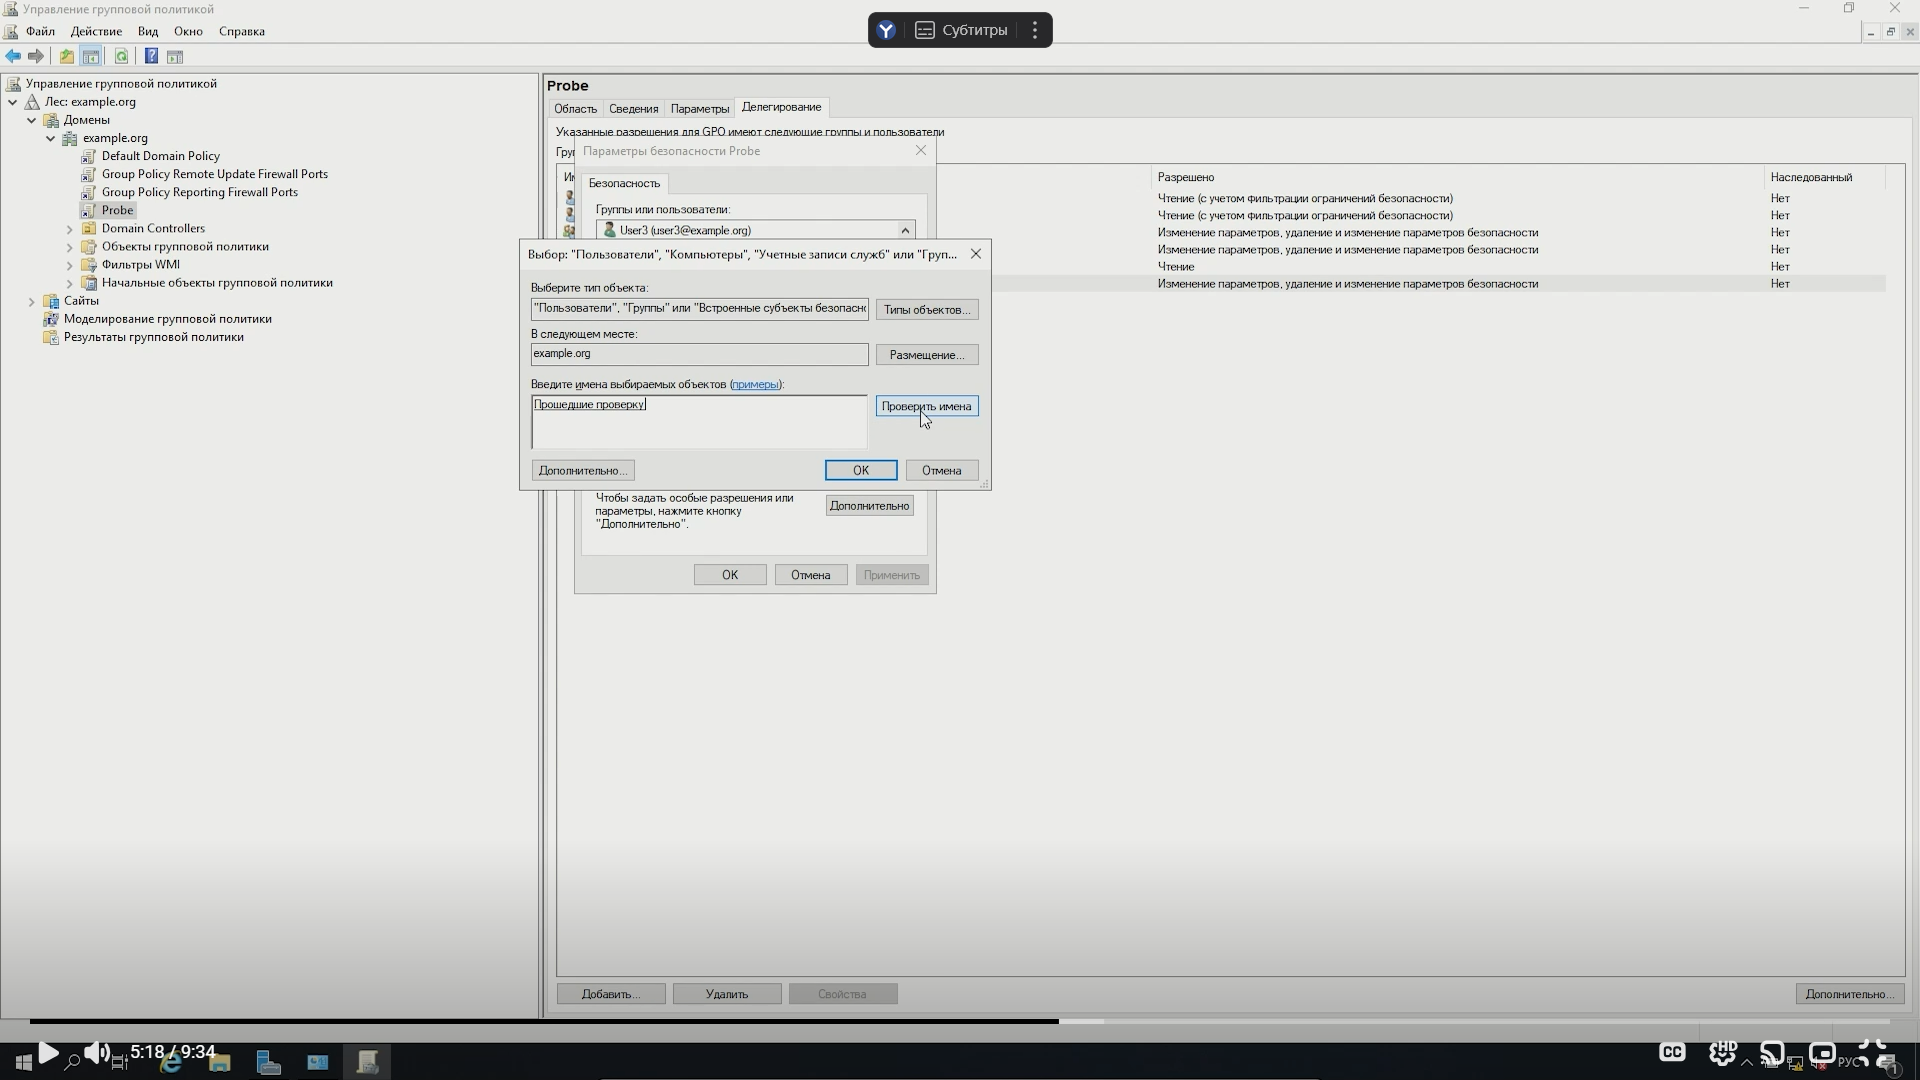 Управление групповой политикой
Файл Действие Вид Окно Справка
Субтитры
Управление групповой политикой
Лес: example.org
Домены
example.org
Default Domain Policy
Group Policy Remote Update Firewall Ports
Group Policy Reporting Firewall Ports
Probe
Domain Controllers
Объекты групповой политики
Фильтры WMI
Начальные объекты групповой политики
Сайты
Моделирование групповой политики
Результаты групповой политики
Probe
Область Сведения Параметры Делегирование
Указанные разрешения для GPO имеют следующие группы и пользователи
Разрешено Наследованный
Чтение (с учетом фильтрации ограничений безопасности) Нет
Чтение (с учетом фильтрации ограничений безопасности) Нет
Изменение параметров, удаление и изменение параметров безопасности Нет
Изменение параметров, удаление и изменение параметров безопасности Нет
Чтение Нет
Изменение параметров, удаление и изменение параметров безопасности Нет
Параметры безопасности Probe
Безопасность
Группы или пользователи:
User3 (user3@example.org)
Выбор: "Пользователи", "Компьютеры", "Учетные записи служб" или "Груп...
Выберите тип объекта:
"Пользователи", "Группы" или "Встроенные субъекты безопасн Типы объектов...
В следующем месте:
example.org Размещение...
Введите имена выбираемых объектов (примеры):
Прошедшие проверку Проверить имена
Дополнительно... ОК Отмена
Чтобы задать особые разрешения или
параметры, нажмите кнопку
"Дополнительно".
Дополнительно
ОК Отмена Применить
Добавить... Удалить Свойства Дополнительно...
5:18 / 9:34
CC HD РУС 1